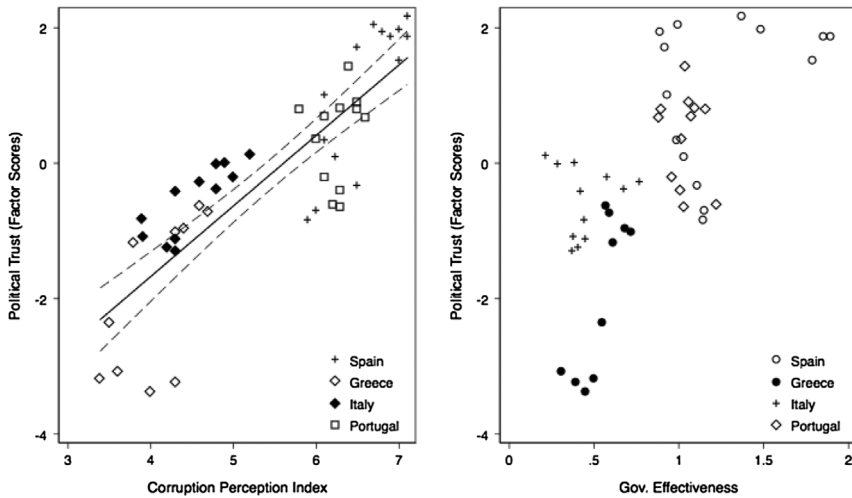 Political Trust (Factor Scores)
2
0
-2
-4
3
4
5
6
7
Corruption Perception Index
Spain
Greece
Italy
Portugal
Political Trust (Factor Scores)
2
0
-2
-4
0
.5
1
1.5
2
Gov. Effectiveness
Spain
Greece
Italy
Portugal